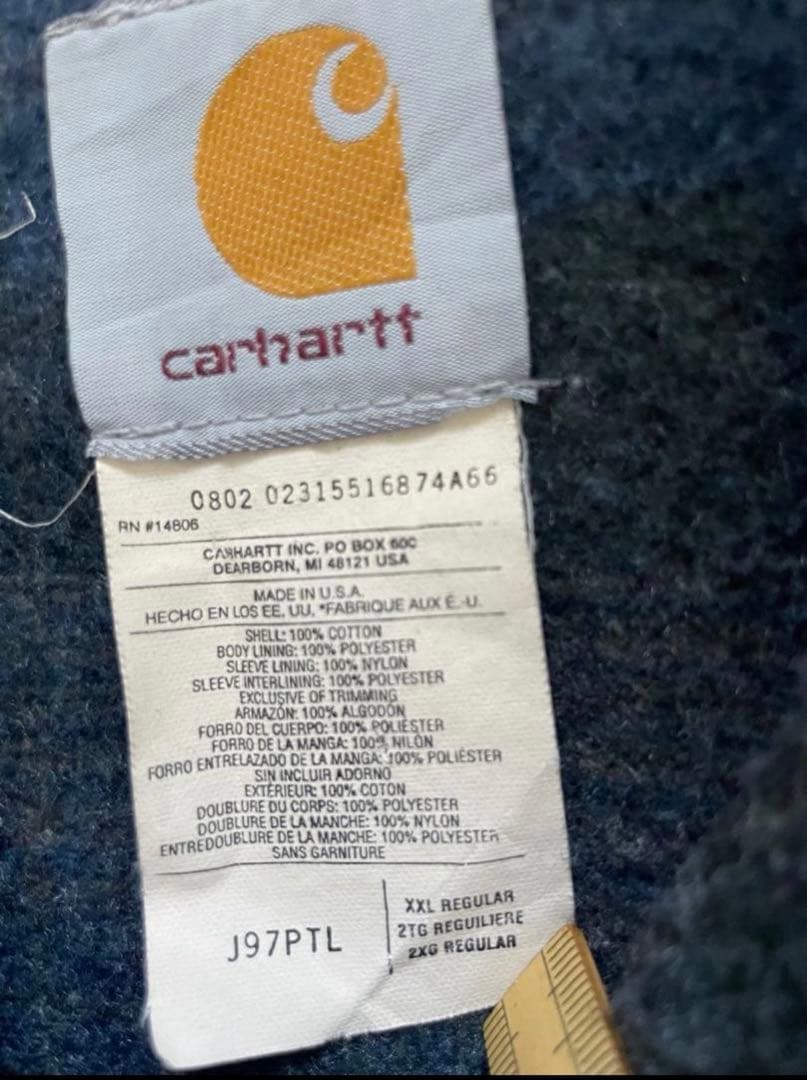 carhartt
0802 02315516874A66
RN #14806
CARHARTT INC. PO BOX 600
DEARBORN, MI 48121 USA
MADE IN U.S.A.
HECHO EN LOS EE. UU. *FABRIQUE AUX É.-U.
SHELL: 100% COTTON
BODY LINING: 100% POLYESTER
SLEEVE LINING: 100% NYLON
SLEEVE INTERLINING: 100% POLYESTER
EXCLUSIVE OF TRIMMING
ARMAZÓN: 100% ALGODÓN
FORRO DEL CUERPO: 100% POLIÉSTER
FORRO DE LA MANGA: 100% NILÓN
FORRO ENTRELAZADO DE LA MANGA: 100% POLIÉSTER
SIN INCLUIR ADORNO
EXTÉRIEUR: 100% COTON
DOUBLURE DU CORPS: 100% POLYESTER
DOUBLURE DE LA MANCHE: 100% NYLON
ENTREDOUBLURE DE LA MANCHE: 100% POLYESTER
SANS GARNITURE
J97PTL
XXL REGULAR
2TG REGUILIERE
2XG REGULAR